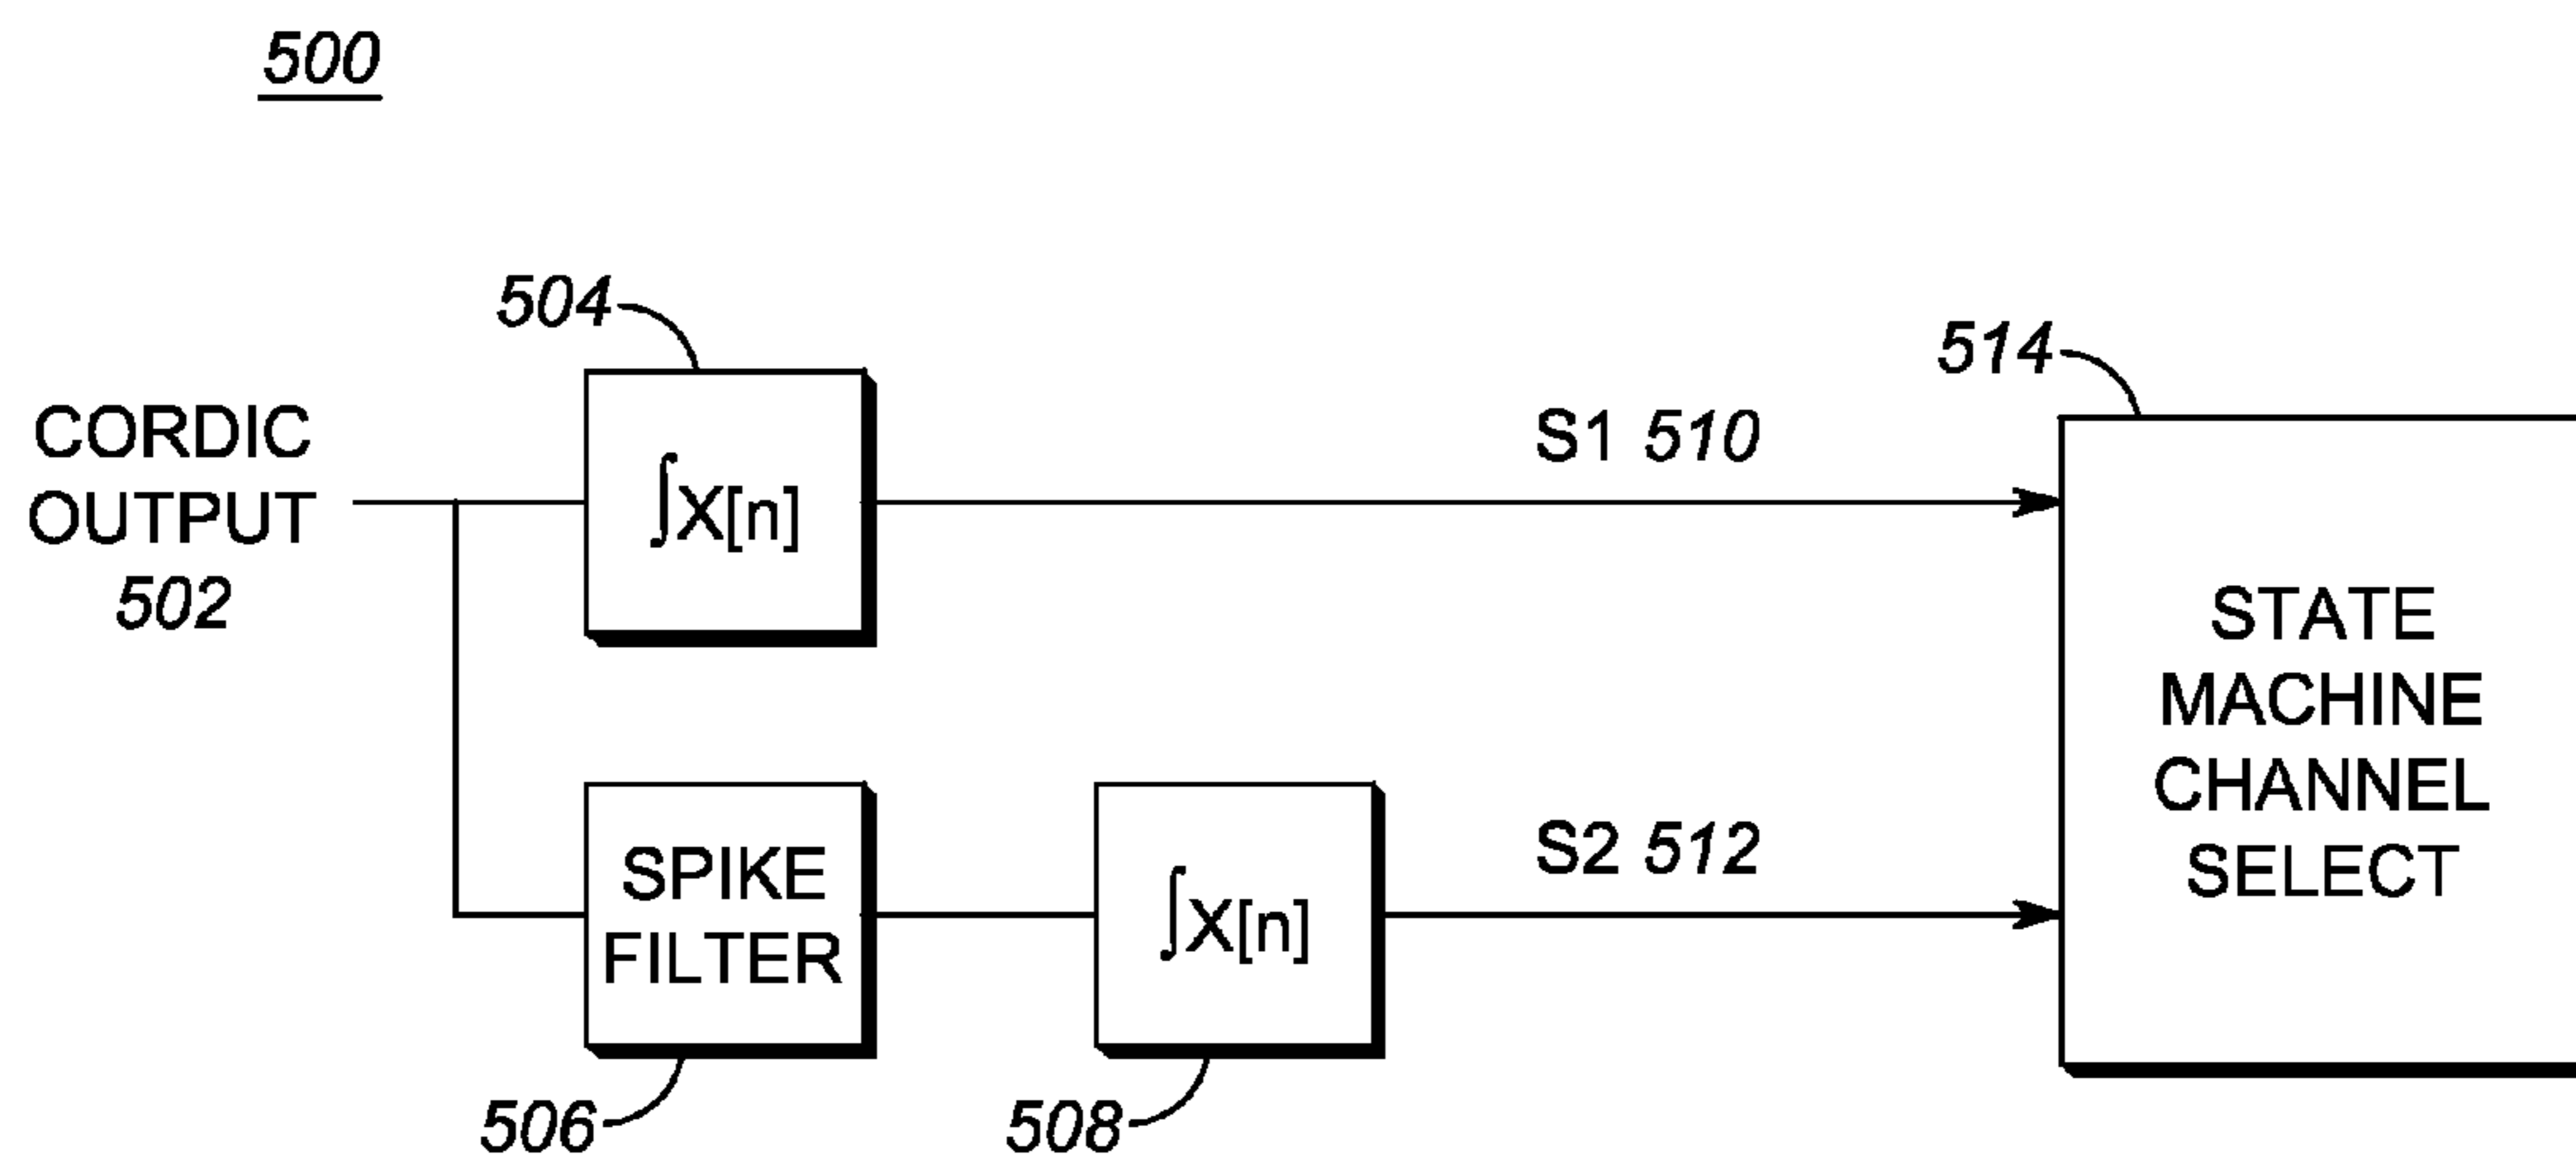 500
504
CORDIC
OUTPUT
502
∫X[n]
S1 510
514
STATE
MACHINE
CHANNEL
SELECT
SPIKE
FILTER
506
∫X[n]
508
S2 512